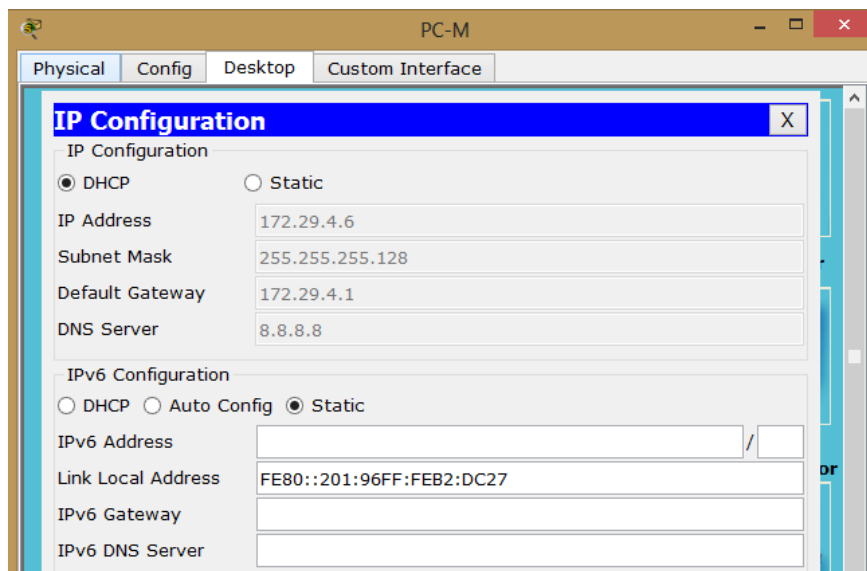 PC-M
Physical Config Desktop Custom Interface
IP Configuration X
IP Configuration
DHCP Static
IP Address 172.29.4.6
Subnet Mask 255.255.255.128
Default Gateway 172.29.4.1
DNS Server 8.8.8.8
IPv6 Configuration
DHCP Auto Config Static
IPv6 Address /
Link Local Address FE80::201:96FF:FEB2:DC27
or
IPv6 Gateway
IPv6 DNS Server